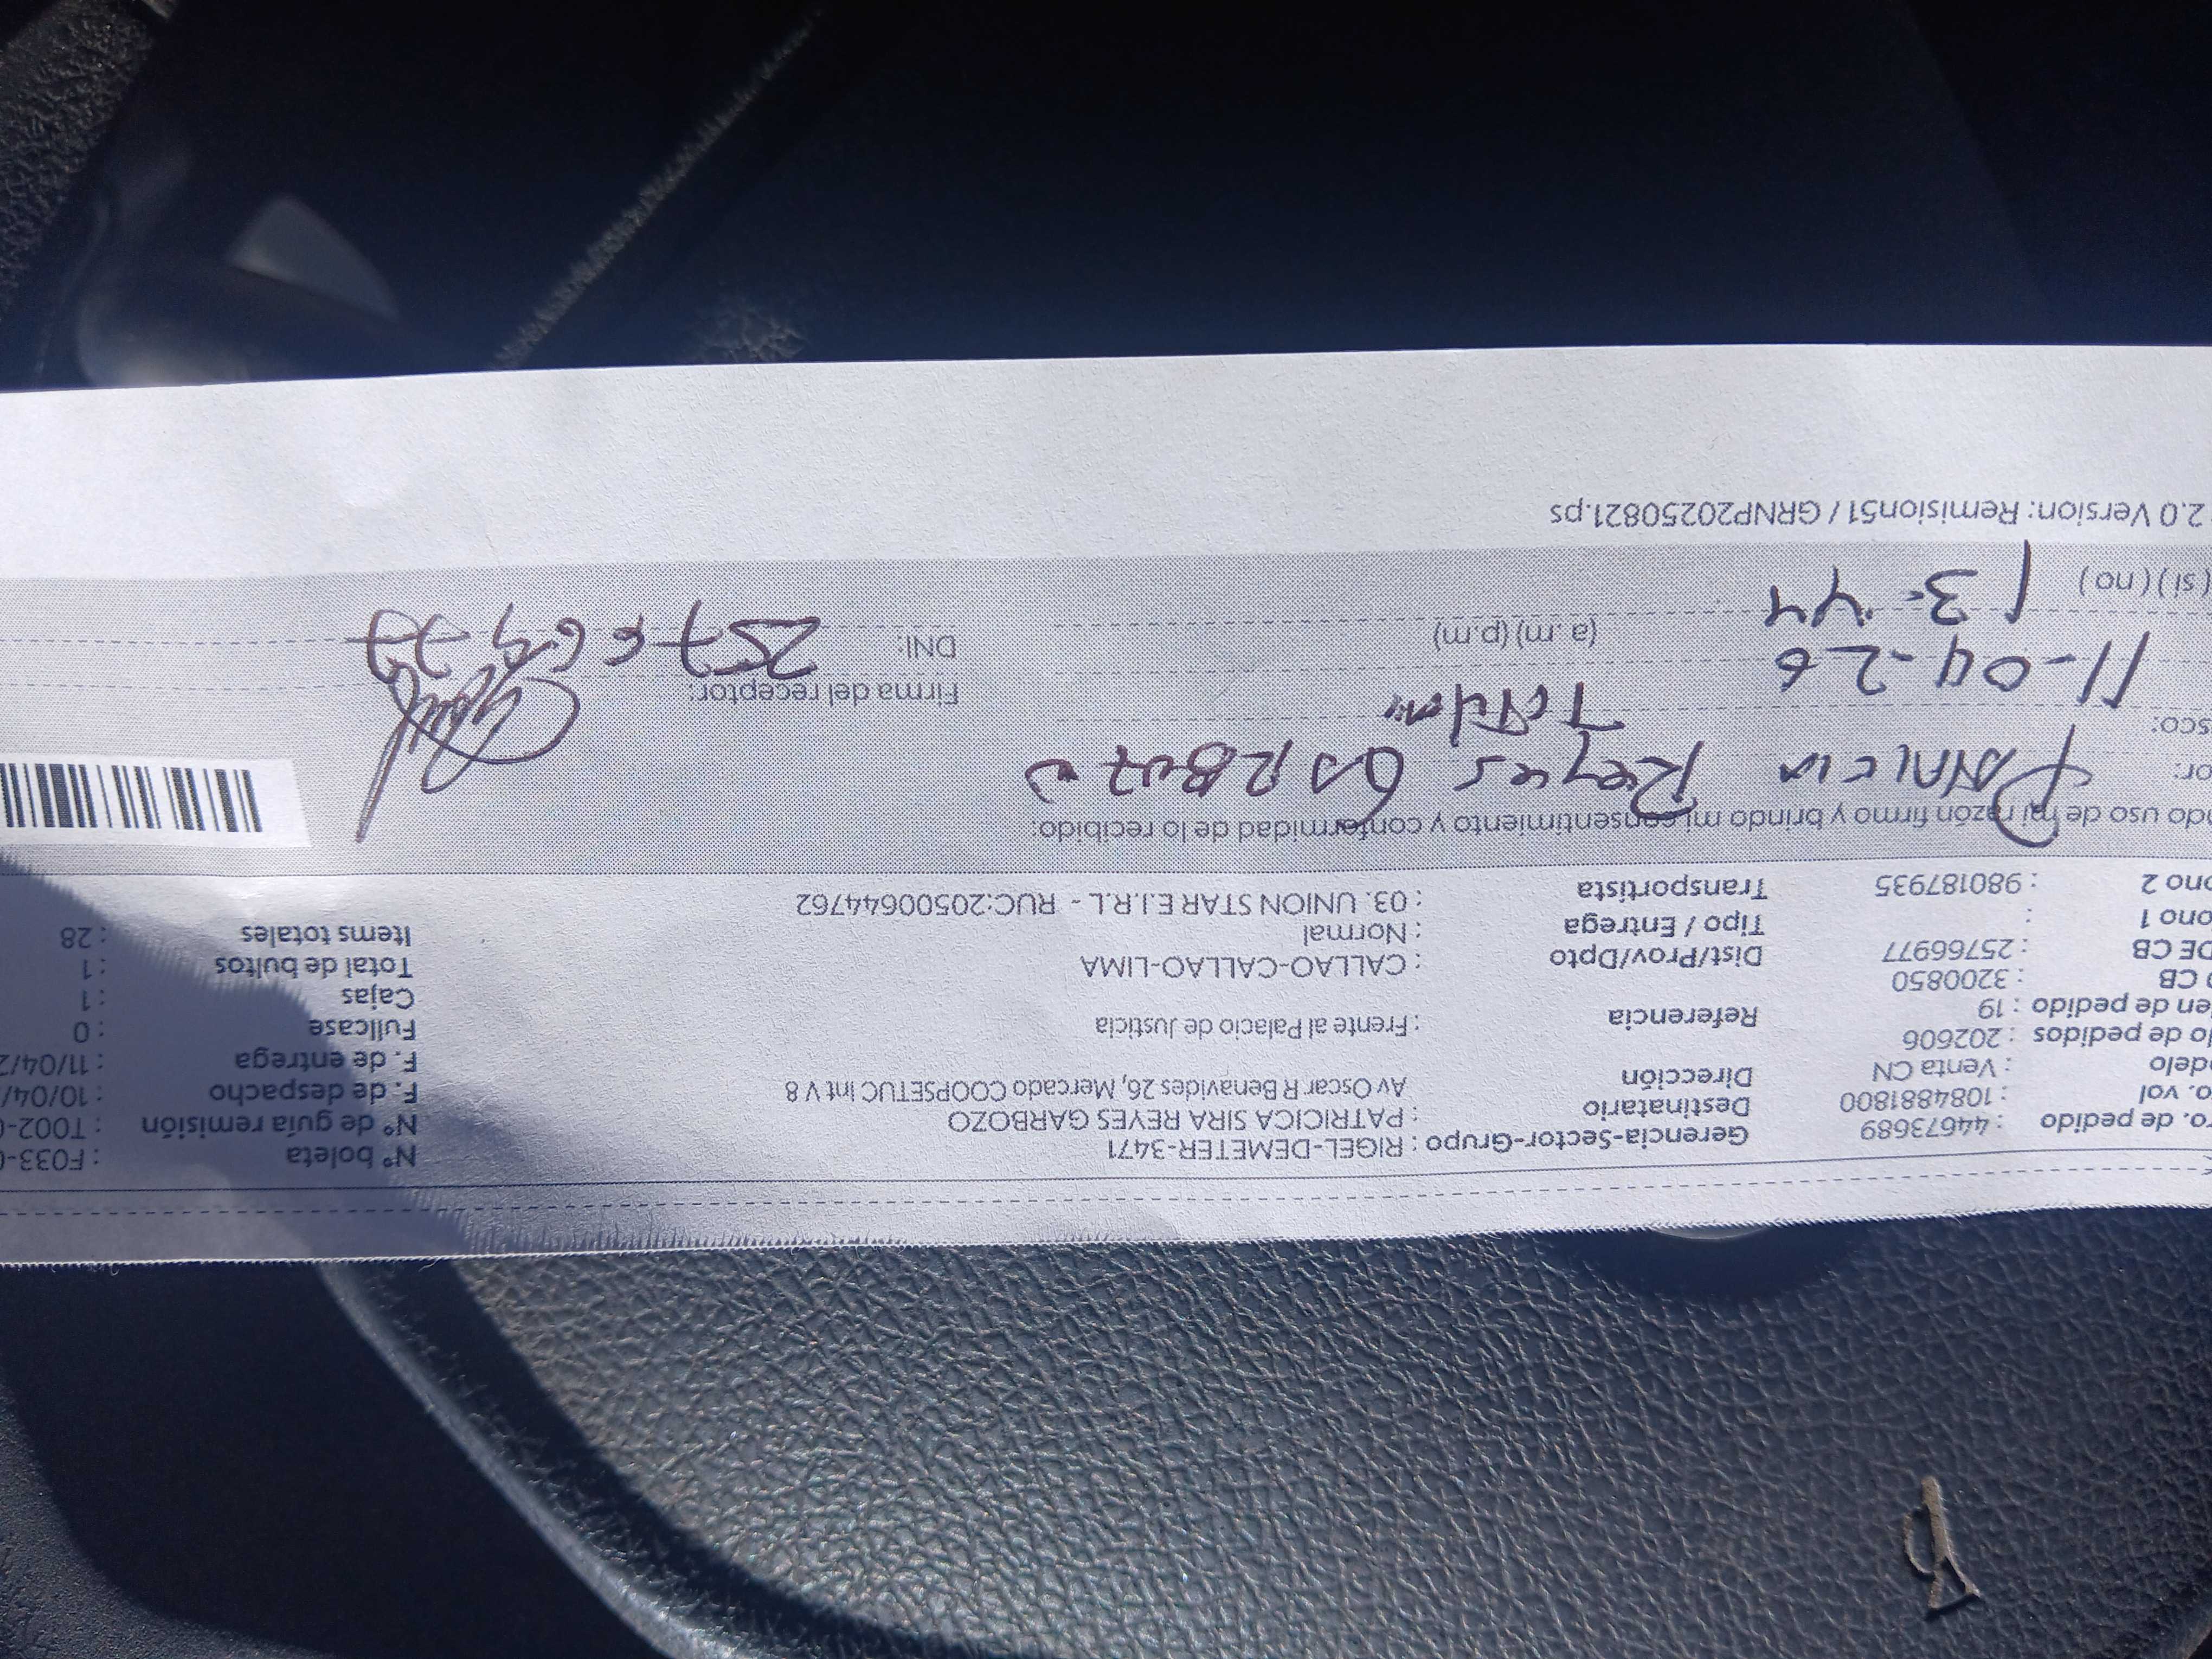 ro. de pedido : 44673689 Gerencia-Sector-Grupo : RIGEL-DEMETER-3471 N° boleta : F033-
o. vol : 1084881800 Destinatario : PATRICICA SIRA REYES GARBOZO N° de guía remisión : T002-
delo : Venta CN Dirección Av Oscar R Benavides 26, Mercado COOPSETUC Int V 8 F. de despacho : 10/04/
o de pedidos : 202606 F. de entrega : 11/04/2
en de pedido : 19 Referencia : Frente al Palacio de Justicia Fullcase : 0
CB : 3200850 Cajas : 1
DE CB : 25766977 Dist/Prov/Dpto : CALLAO-CALLAO-LIMA Total de bultos : 1
ono 1 : Tipo / Entrega : Normal Items totales : 28
ono 2 : 980187935 Transportista : 03. UNION STAR E.I.R.L - RUC:20500644762
ndo uso de mi razón firmo y brindo mi consentimiento y conformidad de lo recibido:
or: Patricia Reyes Garbuzo
sco: Titular Firma del receptor:
11-04-26 (a.m) (p.m) DNI: 25766977
(si) (no) 13:44
2.0 Version: Remision51 / GRNP20250821.ps